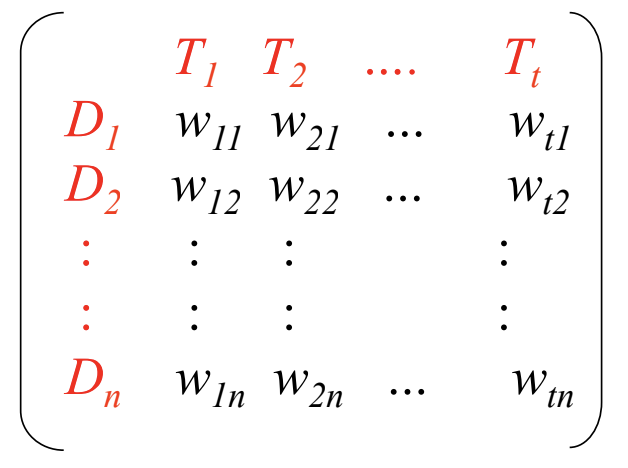 T1 T2 .... Tt
D1 w11 w21 ... wt1
D2 w12 w22 ... wt2
: : : :
: : : :
Dn w1n w2n ... wtn